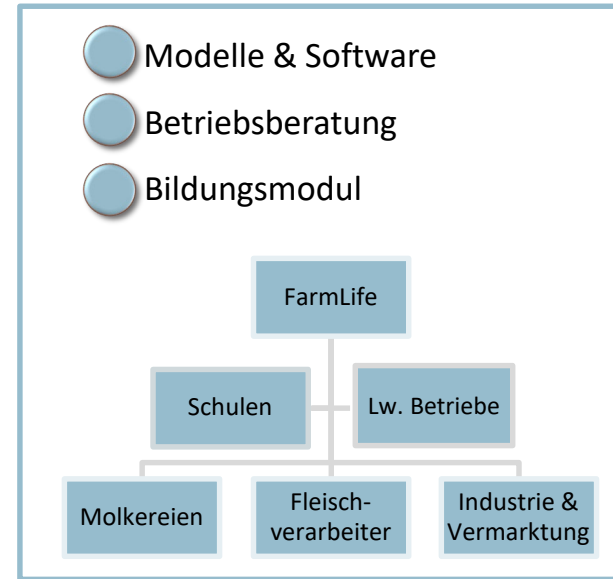 Modelle & Software
Betriebsberatung
Bildungsmodul
FarmLife
Schulen
Lw. Betriebe
Molkereien
Fleisch-
verarbeiter
Industrie &
Vermarktung